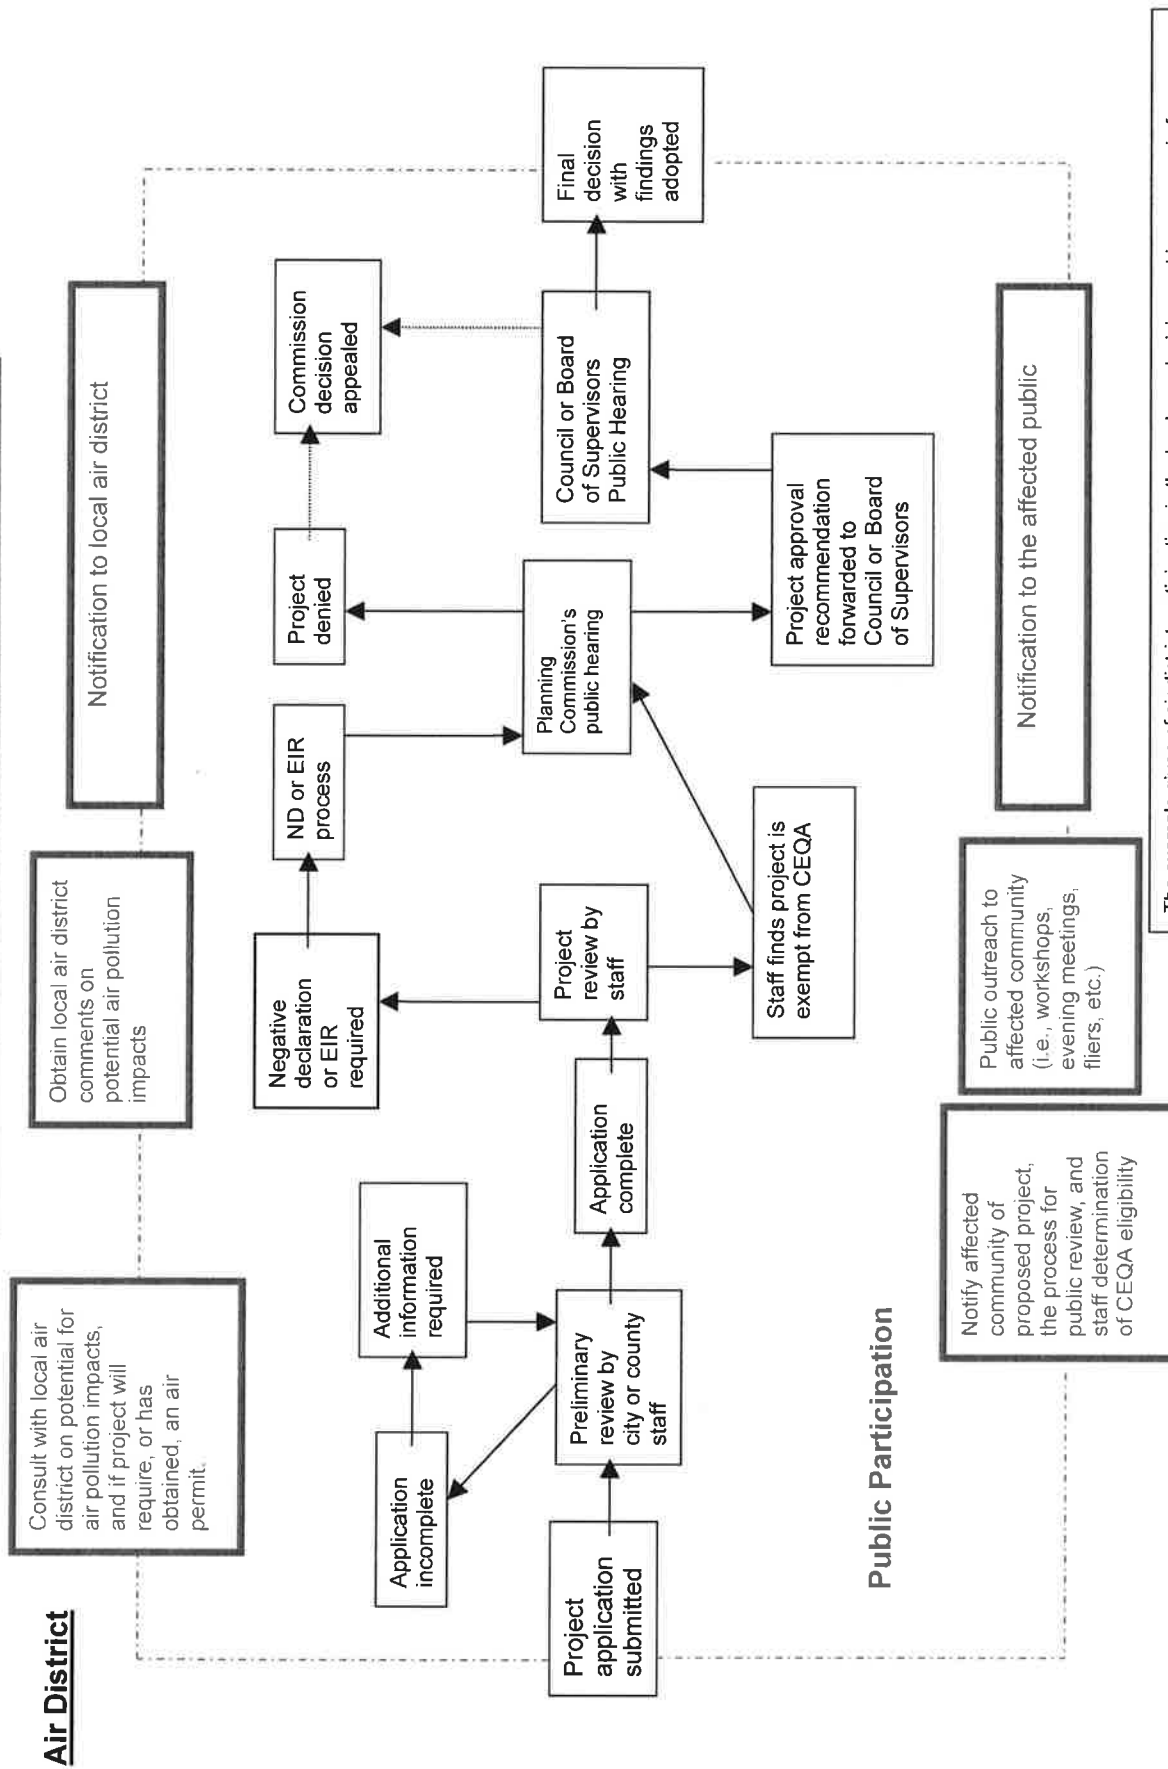 Air District
Consult with local air
district on potential for
air pollution impacts,
and if project will
require, or has
obtained, an air
permit.
Obtain local air district
comments on
potential air pollution
impacts
Notification to local air district
Application
incomplete
Additional
information
required
Negative
declaration
or EIR
required
ND or EIR
process
Project
denied
Commission
decision
appealed
Project
application
submitted
Preliminary
review by
city or county
staff
Application
complete
Project
review by
staff
Planning
Commission's
public hearing
Council or Board
of Supervisors
Public Hearing
Final
decision
with
findings
adopted
Staff finds project is
exempt from CEQA
Project approval
recommendation
forwarded to
Council or Board
of Supervisors
Public Participation
Notify affected
community of
proposed project,
the process for
public review, and
staff determination
of CEQA eligibility
Public outreach to
affected community
(i.e., workshops,
evening meetings,
fliers, etc.)
Notification to the affected public